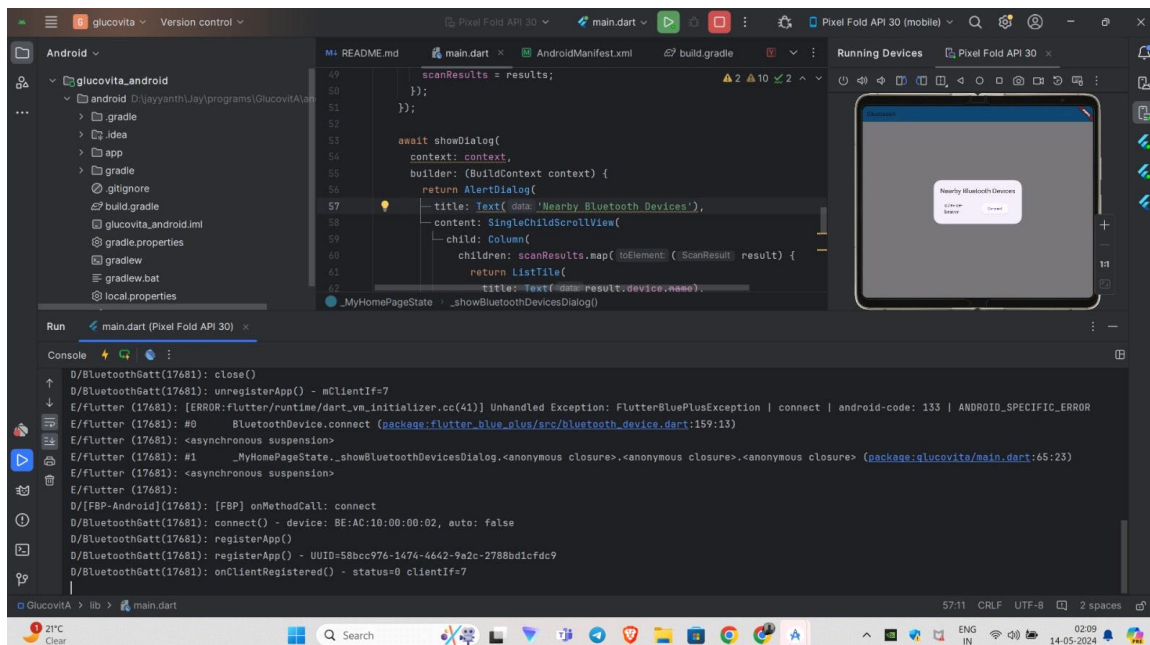 glucovita
Version control
Pixel Fold API 30
main.dart
Pixel Fold API 30 (mobile)
Android
README.md
main.dart
AndroidManifest.xml
build.gradle
Running Devices
Pixel Fold API 30
glucovita_android
android D:\jayyanth\Jay\programs\GlucovitA\an
.gradle
.idea
app
gradle
.gitignore
build.gradle
glucovita_android.iml
gradle.properties
gradlew
gradlew.bat
local.properties
2 10 2
49 scanResults = results;
50 });
51 });
52
53 await showDialog(
54 context: context,
55 builder: (BuildContext context) {
56 return AlertDialog(
57 title: Text( data: 'Nearby Bluetooth Devices'),
58 content: SingleChildScrollView(
59 child: Column(
60 children: scanResults.map( toElement: ( ScanResult result) {
61 return ListTile(
62 title: Text( data: result.device.name),
_MyHomePageState
_showBluetoothDevicesDialog()
Nearby Bluetooth Devices
Connect
1:1
Run
main.dart (Pixel Fold API 30)
Console
D/BluetoothGatt(17681): close()
D/BluetoothGatt(17681): unregisterApp() - mClientIf=7
E/flutter (17681): [ERROR:flutter/runtime/dart_vm_initializer.cc(41)] Unhandled Exception: FlutterBluePlusException | connect | android-code: 133 | ANDROID_SPECIFIC_ERROR
E/flutter (17681): #0 BluetoothDevice.connect (package:flutter_blue_plus/src/bluetooth_device.dart:159:13)
E/flutter (17681): <asynchronous suspension>
E/flutter (17681): #1 _MyHomePageState._showBluetoothDevicesDialog.<anonymous closure>.<anonymous closure>.<anonymous closure> (package:glucovita/main.dart:65:23)
E/flutter (17681): <asynchronous suspension>
E/flutter (17681):
D/[FBP-Android](17681): [FBP] onMethodCall: connect
D/BluetoothGatt(17681): connect() - device: BE:AC:10:00:00:02, auto: false
D/BluetoothGatt(17681): registerApp()
D/BluetoothGatt(17681): registerApp() - UUID=58bcc976-1474-4642-9a2c-2788bd1cfdc9
D/BluetoothGatt(17681): onClientRegistered() - status=0 clientIf=7
GlucovitA > lib > main.dart
57:11 CRLF UTF-8 2 spaces
21°C
Clear
Search
ENG
IN
02:09
14-05-2024